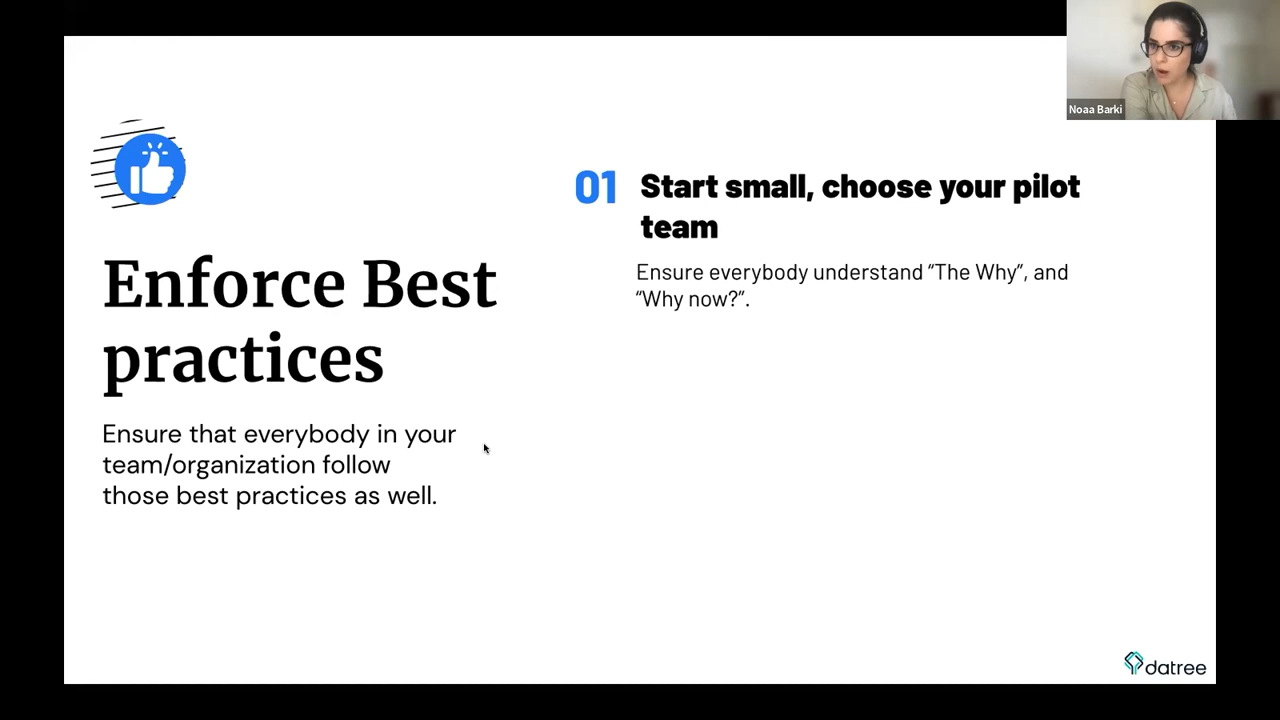 Noaa Barki
01 Start small, choose your pilot
team
Ensure everybody understand “The Why”, and
“Why now?”.
Enforce Best
practices
Ensure that everybody in your
team/organization follow
those best practices as well.
datree